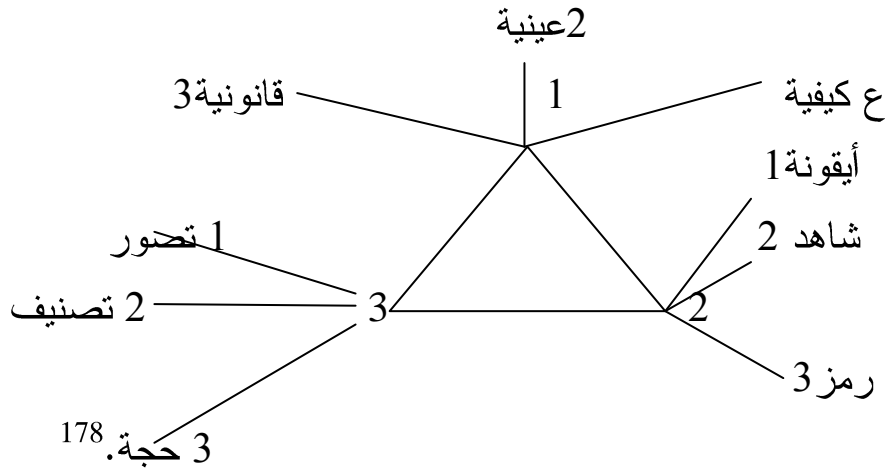 2عينية
قانونية3
1
ع كيفية
أيقونة1
1 تصور
شاهد 2
2 تصنيف
3
2
رمز3
3 حجة.178